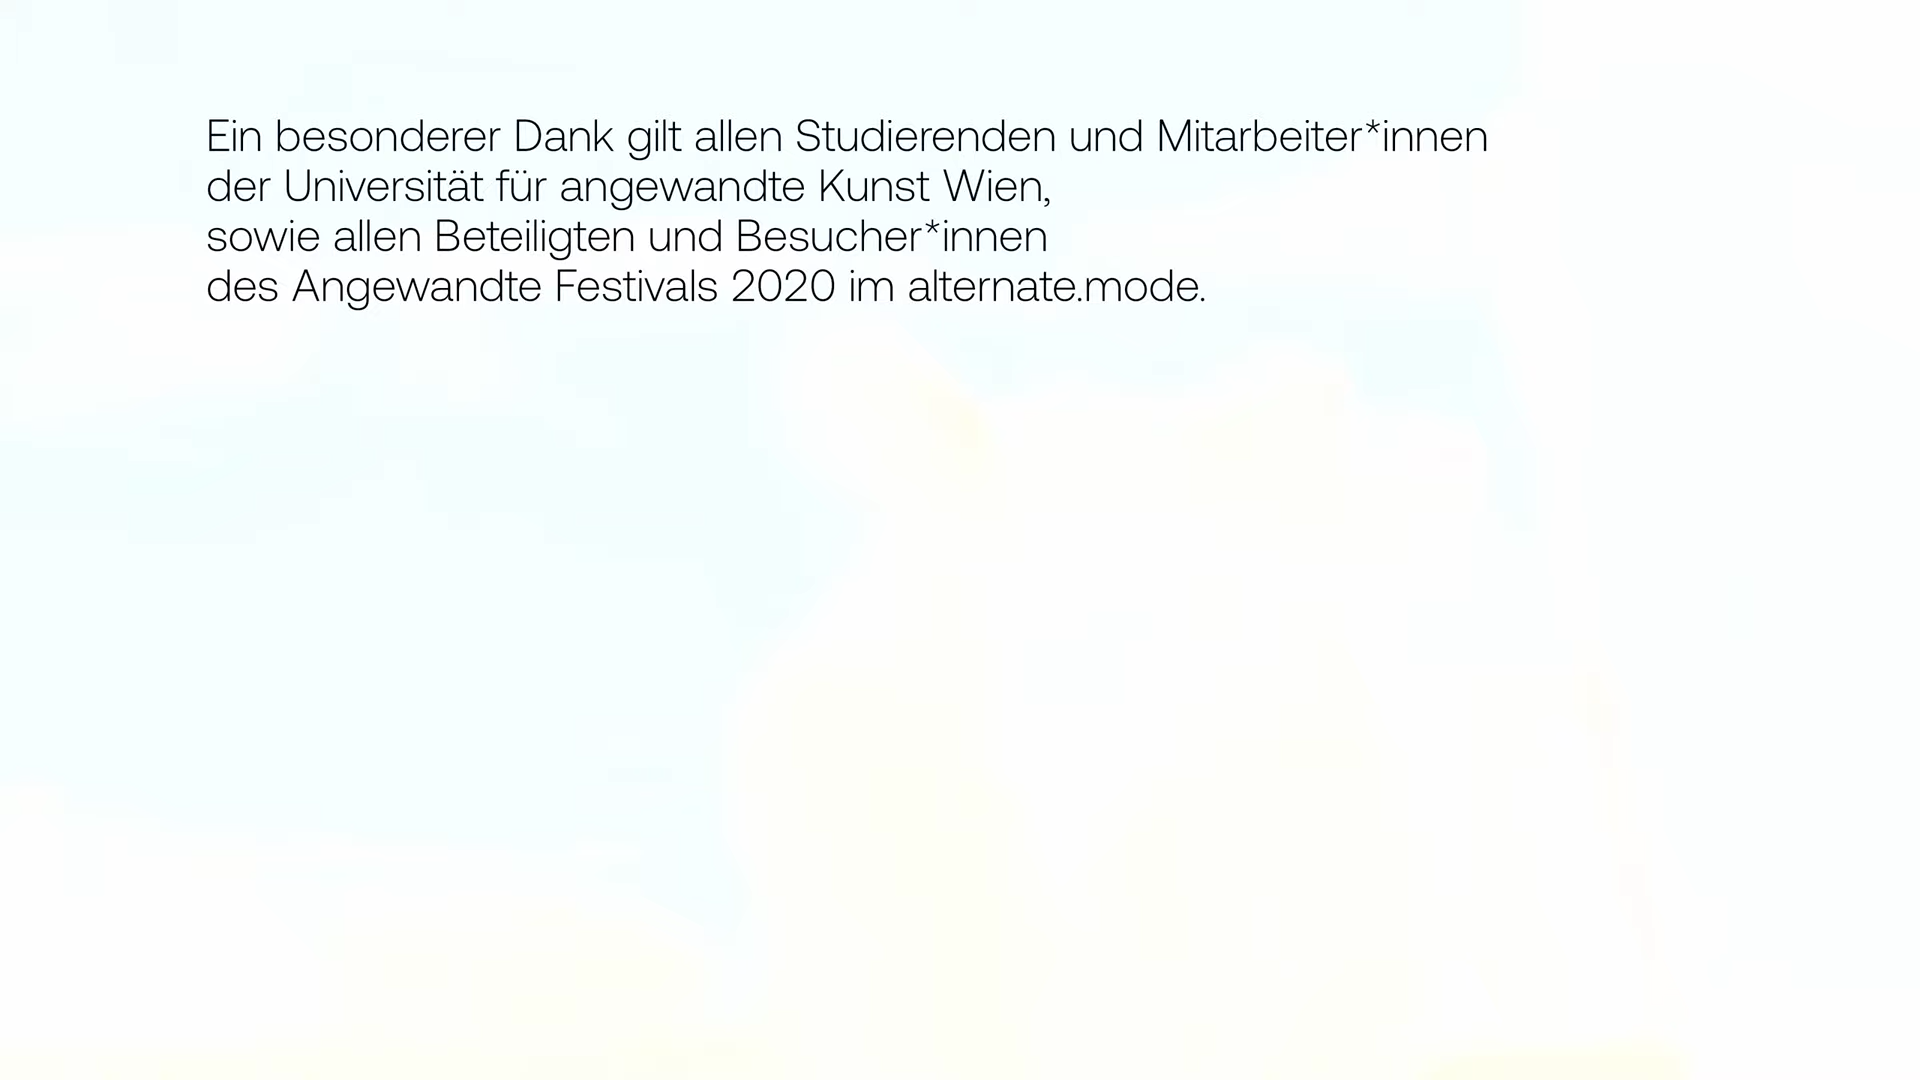 Ein besonderer Dank gilt allen Studierenden und Mitarbeiter*innen
der Universität für angewandte Kunst Wien,
sowie allen Beteiligten und Besucher*innen
des Angewandte Festivals 2020 im alternate.mode.